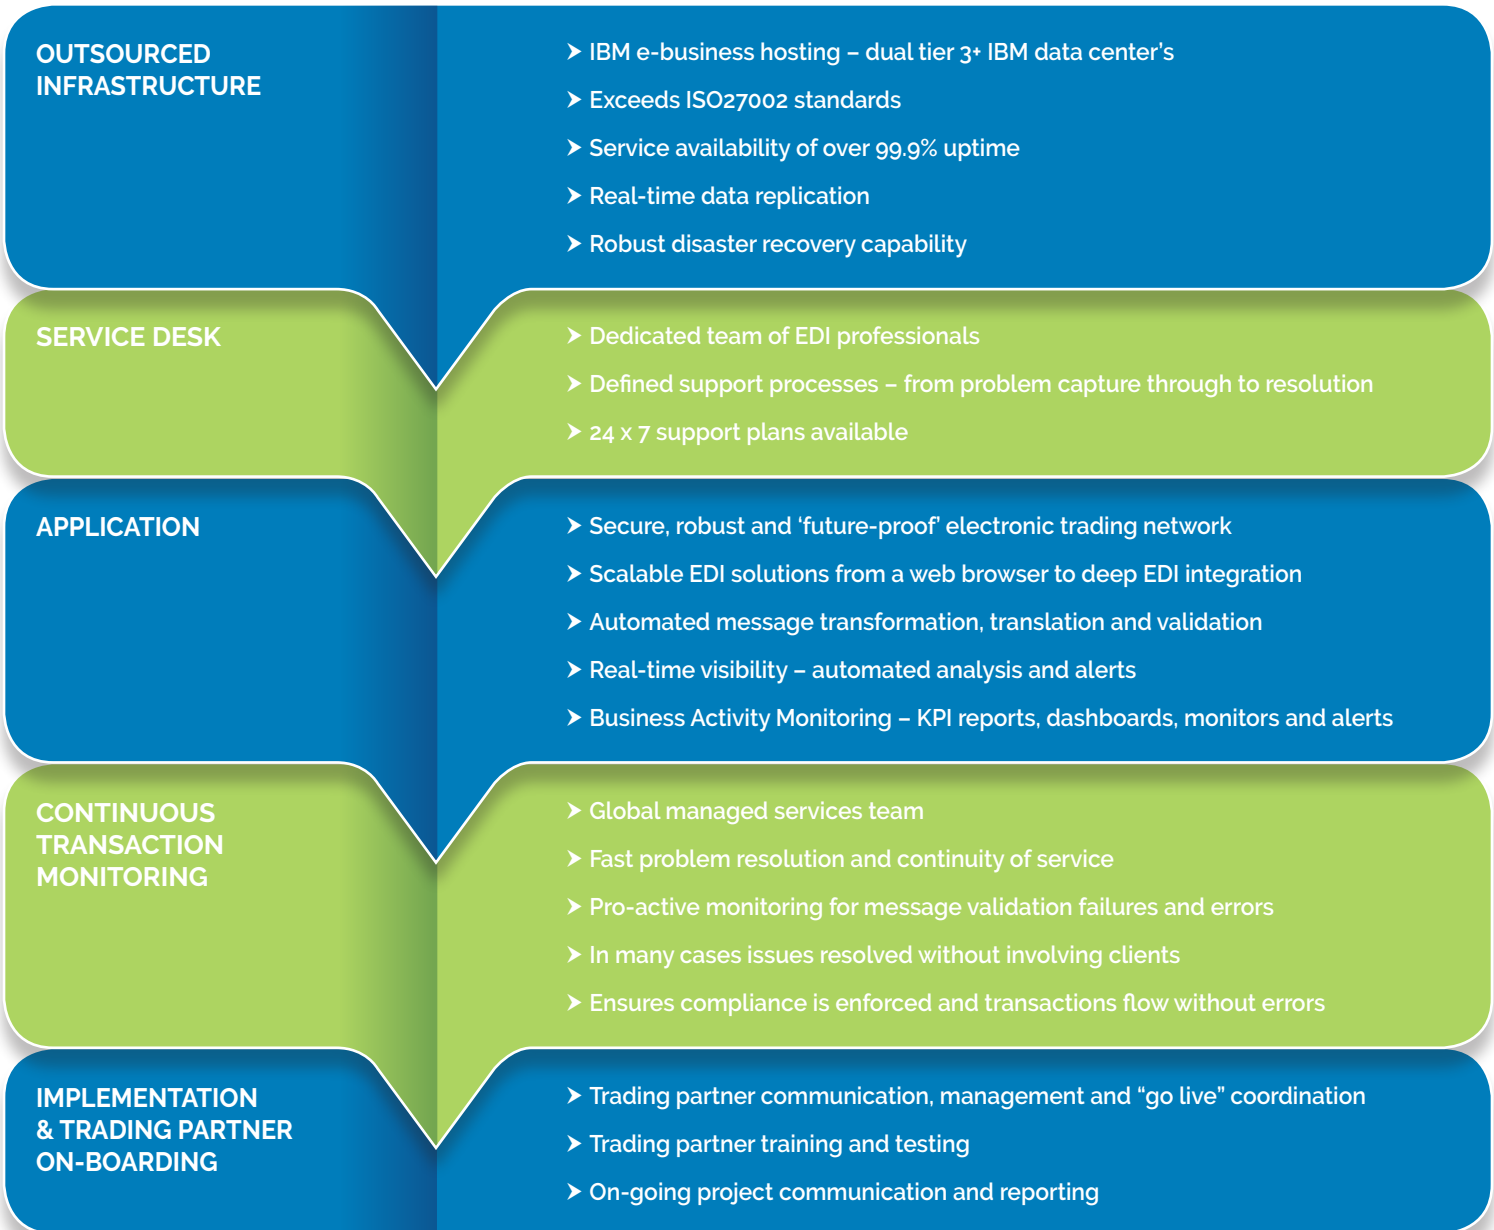 OUTSOURCED
INFRASTRUCTURE
➤ IBM e-business hosting – dual tier 3+ IBM data center's
➤ Exceeds ISO27002 standards
➤ Service availability of over 99.9% uptime
➤ Real-time data replication
➤ Robust disaster recovery capability
SERVICE DESK
➤ Dedicated team of EDI professionals
➤ Defined support processes – from problem capture through to resolution
➤ 24 x 7 support plans available
APPLICATION
➤ Secure, robust and ‘future-proof’ electronic trading network
➤ Scalable EDI solutions from a web browser to deep EDI integration
➤ Automated message transformation, translation and validation
➤ Real-time visibility – automated analysis and alerts
➤ Business Activity Monitoring – KPI reports, dashboards, monitors and alerts
CONTINUOUS
TRANSACTION
MONITORING
➤ Global managed services team
➤ Fast problem resolution and continuity of service
➤ Pro-active monitoring for message validation failures and errors
➤ In many cases issues resolved without involving clients
➤ Ensures compliance is enforced and transactions flow without errors
IMPLEMENTATION
& TRADING PARTNER
ON-BOARDING
➤ Trading partner communication, management and “go live” coordination
➤ Trading partner training and testing
➤ On-going project communication and reporting